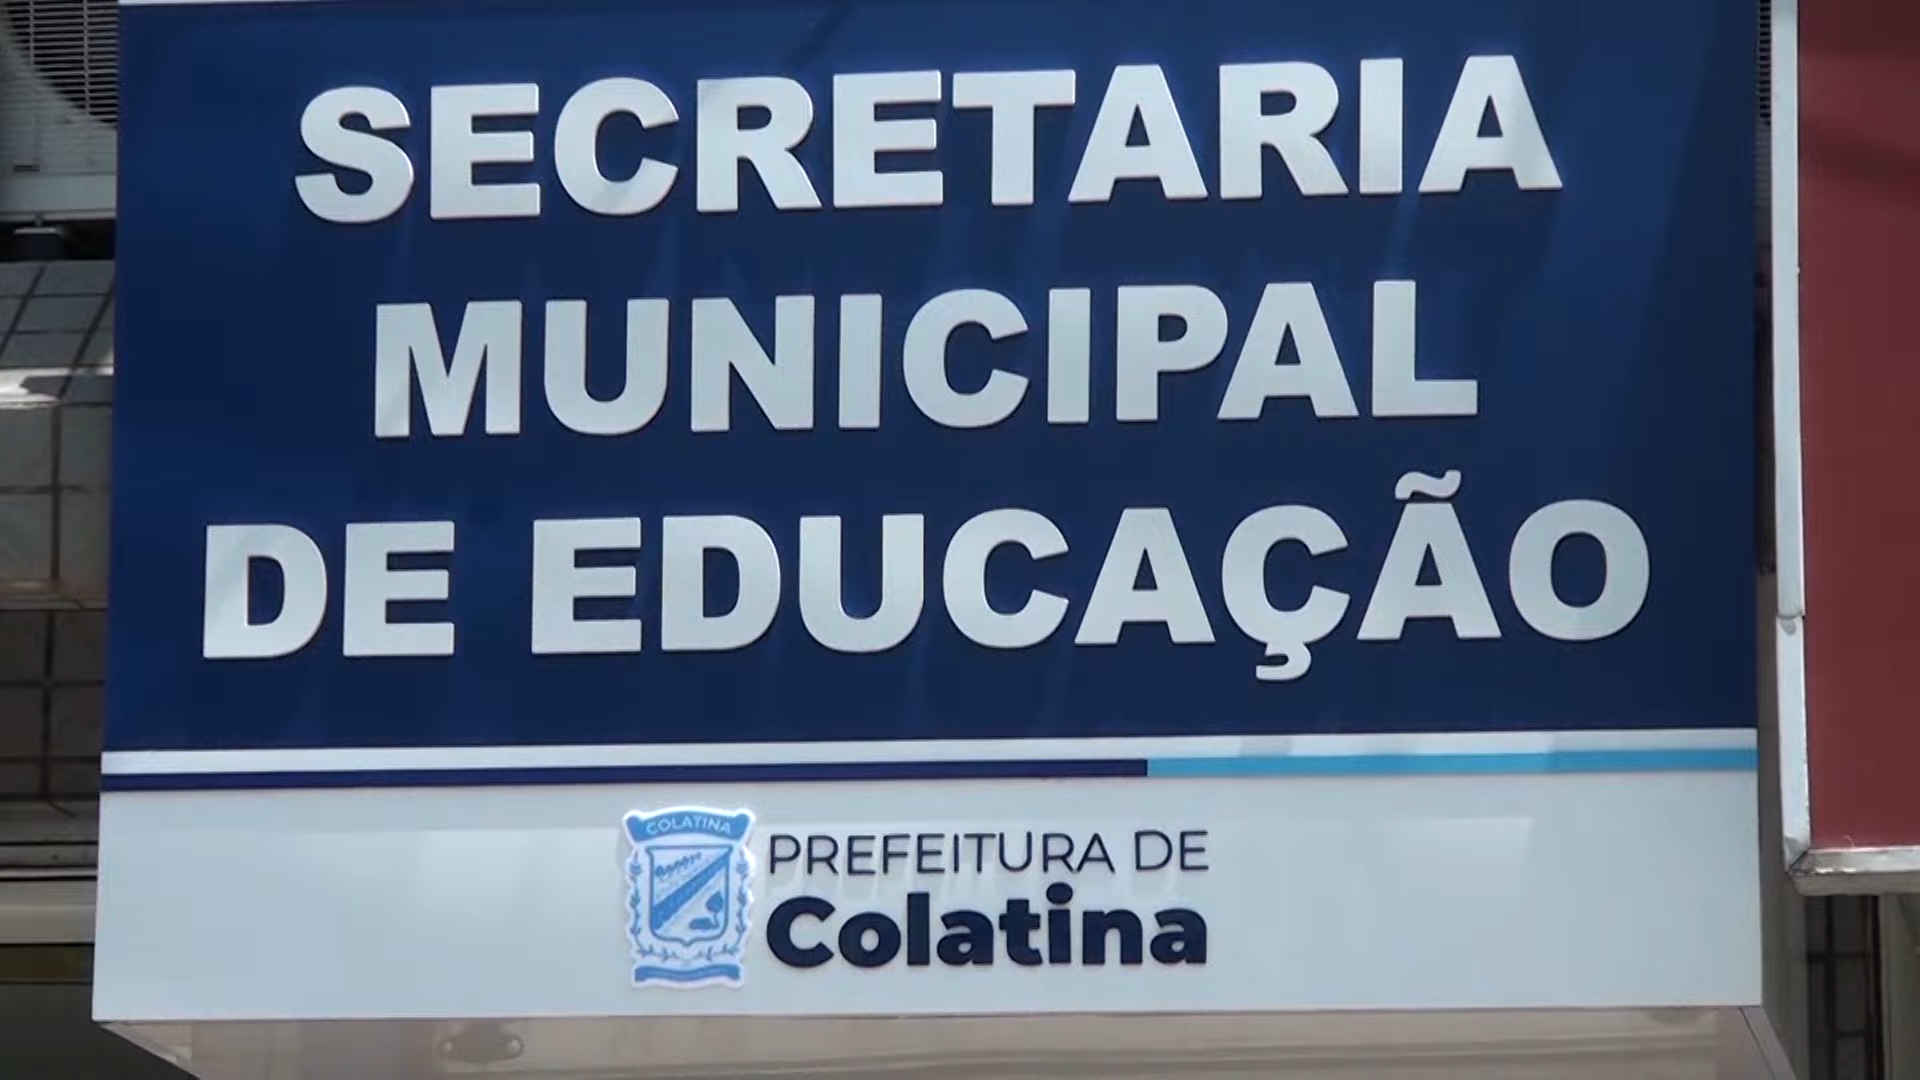 SECRETARIA
MUNICIPAL
DE EDUCAÇÃO
COLATINA
PREFEITURA DE
Colatina